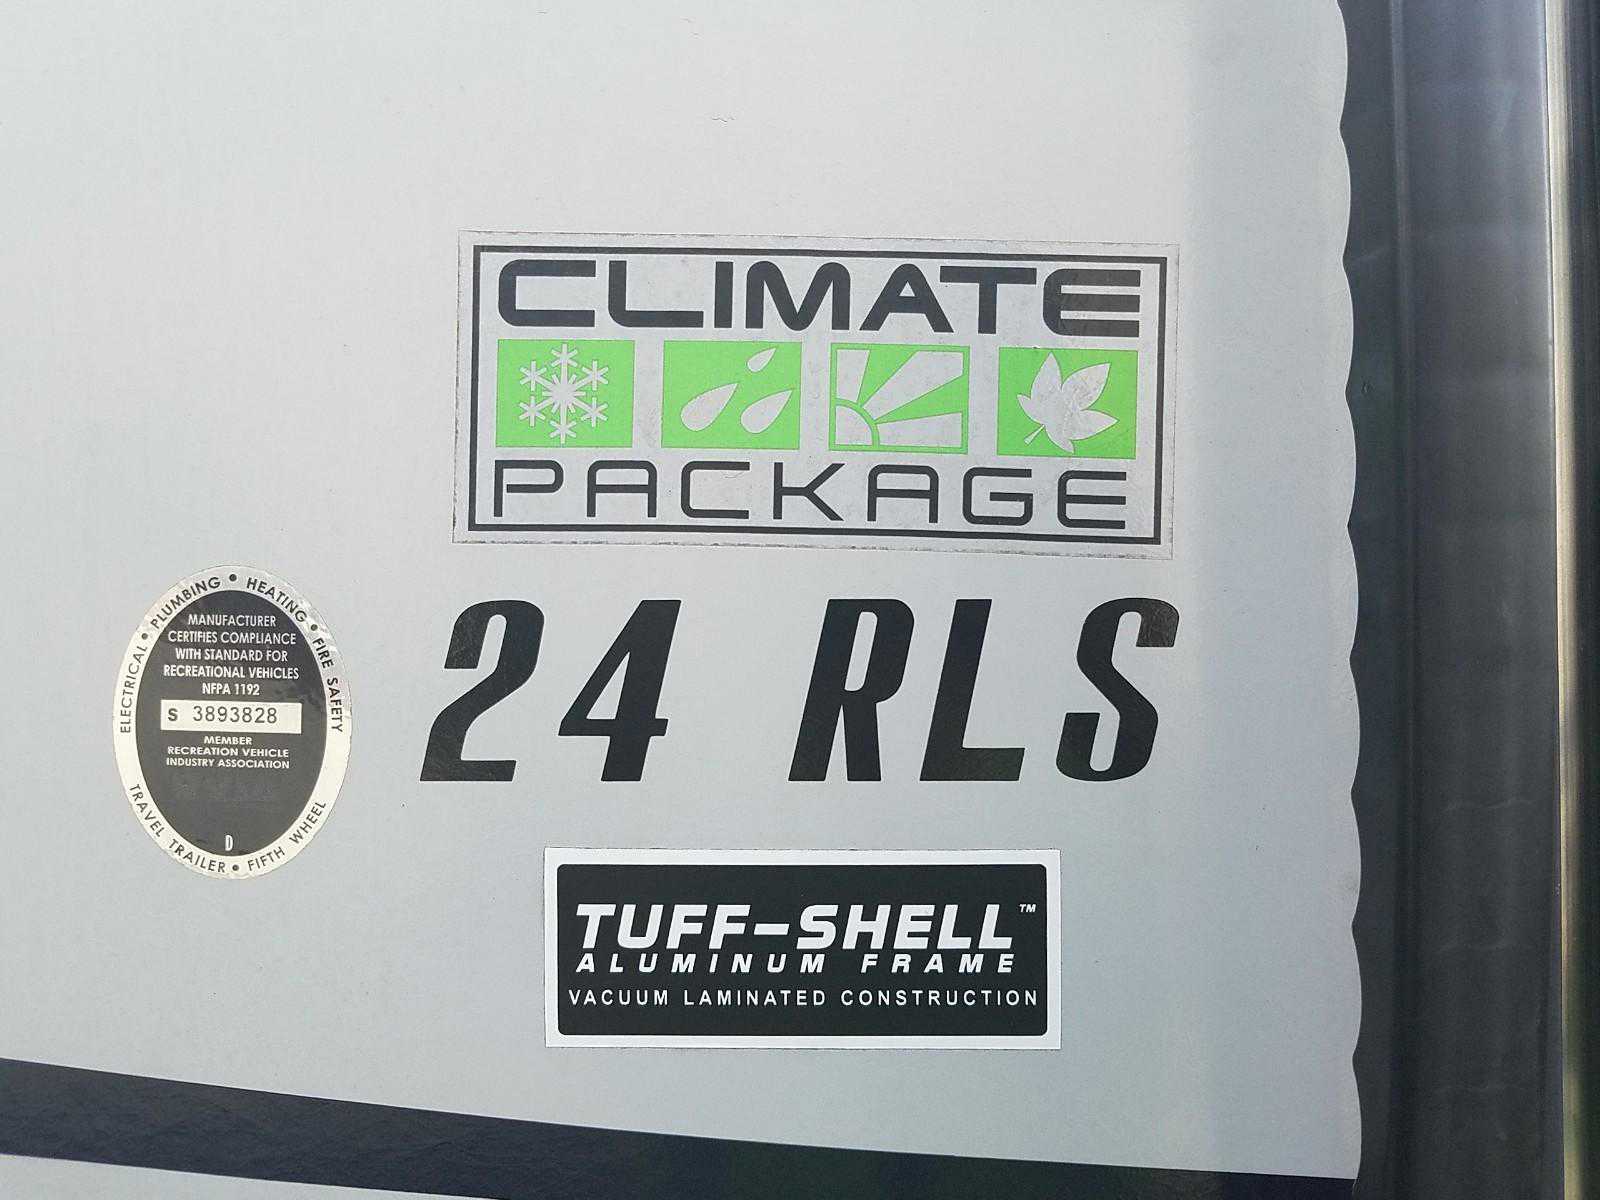 CLIMATE
PACKAGE
ELECTRICAL • PLUMBING • HEATING • FIRE SAFETY
MANUFACTURER
CERTIFIES COMPLIANCE
WITH STANDARD FOR
RECREATIONAL VEHICLES
NFPA 1192
S 3893828
MEMBER
RECREATION VEHICLE
INDUSTRY ASSOCIATION
D
TRAVEL TRAILER • FIFTH WHEEL
24 RLS
TUFF-SHELL™
ALUMINUM FRAME
VACUUM LAMINATED CONSTRUCTION